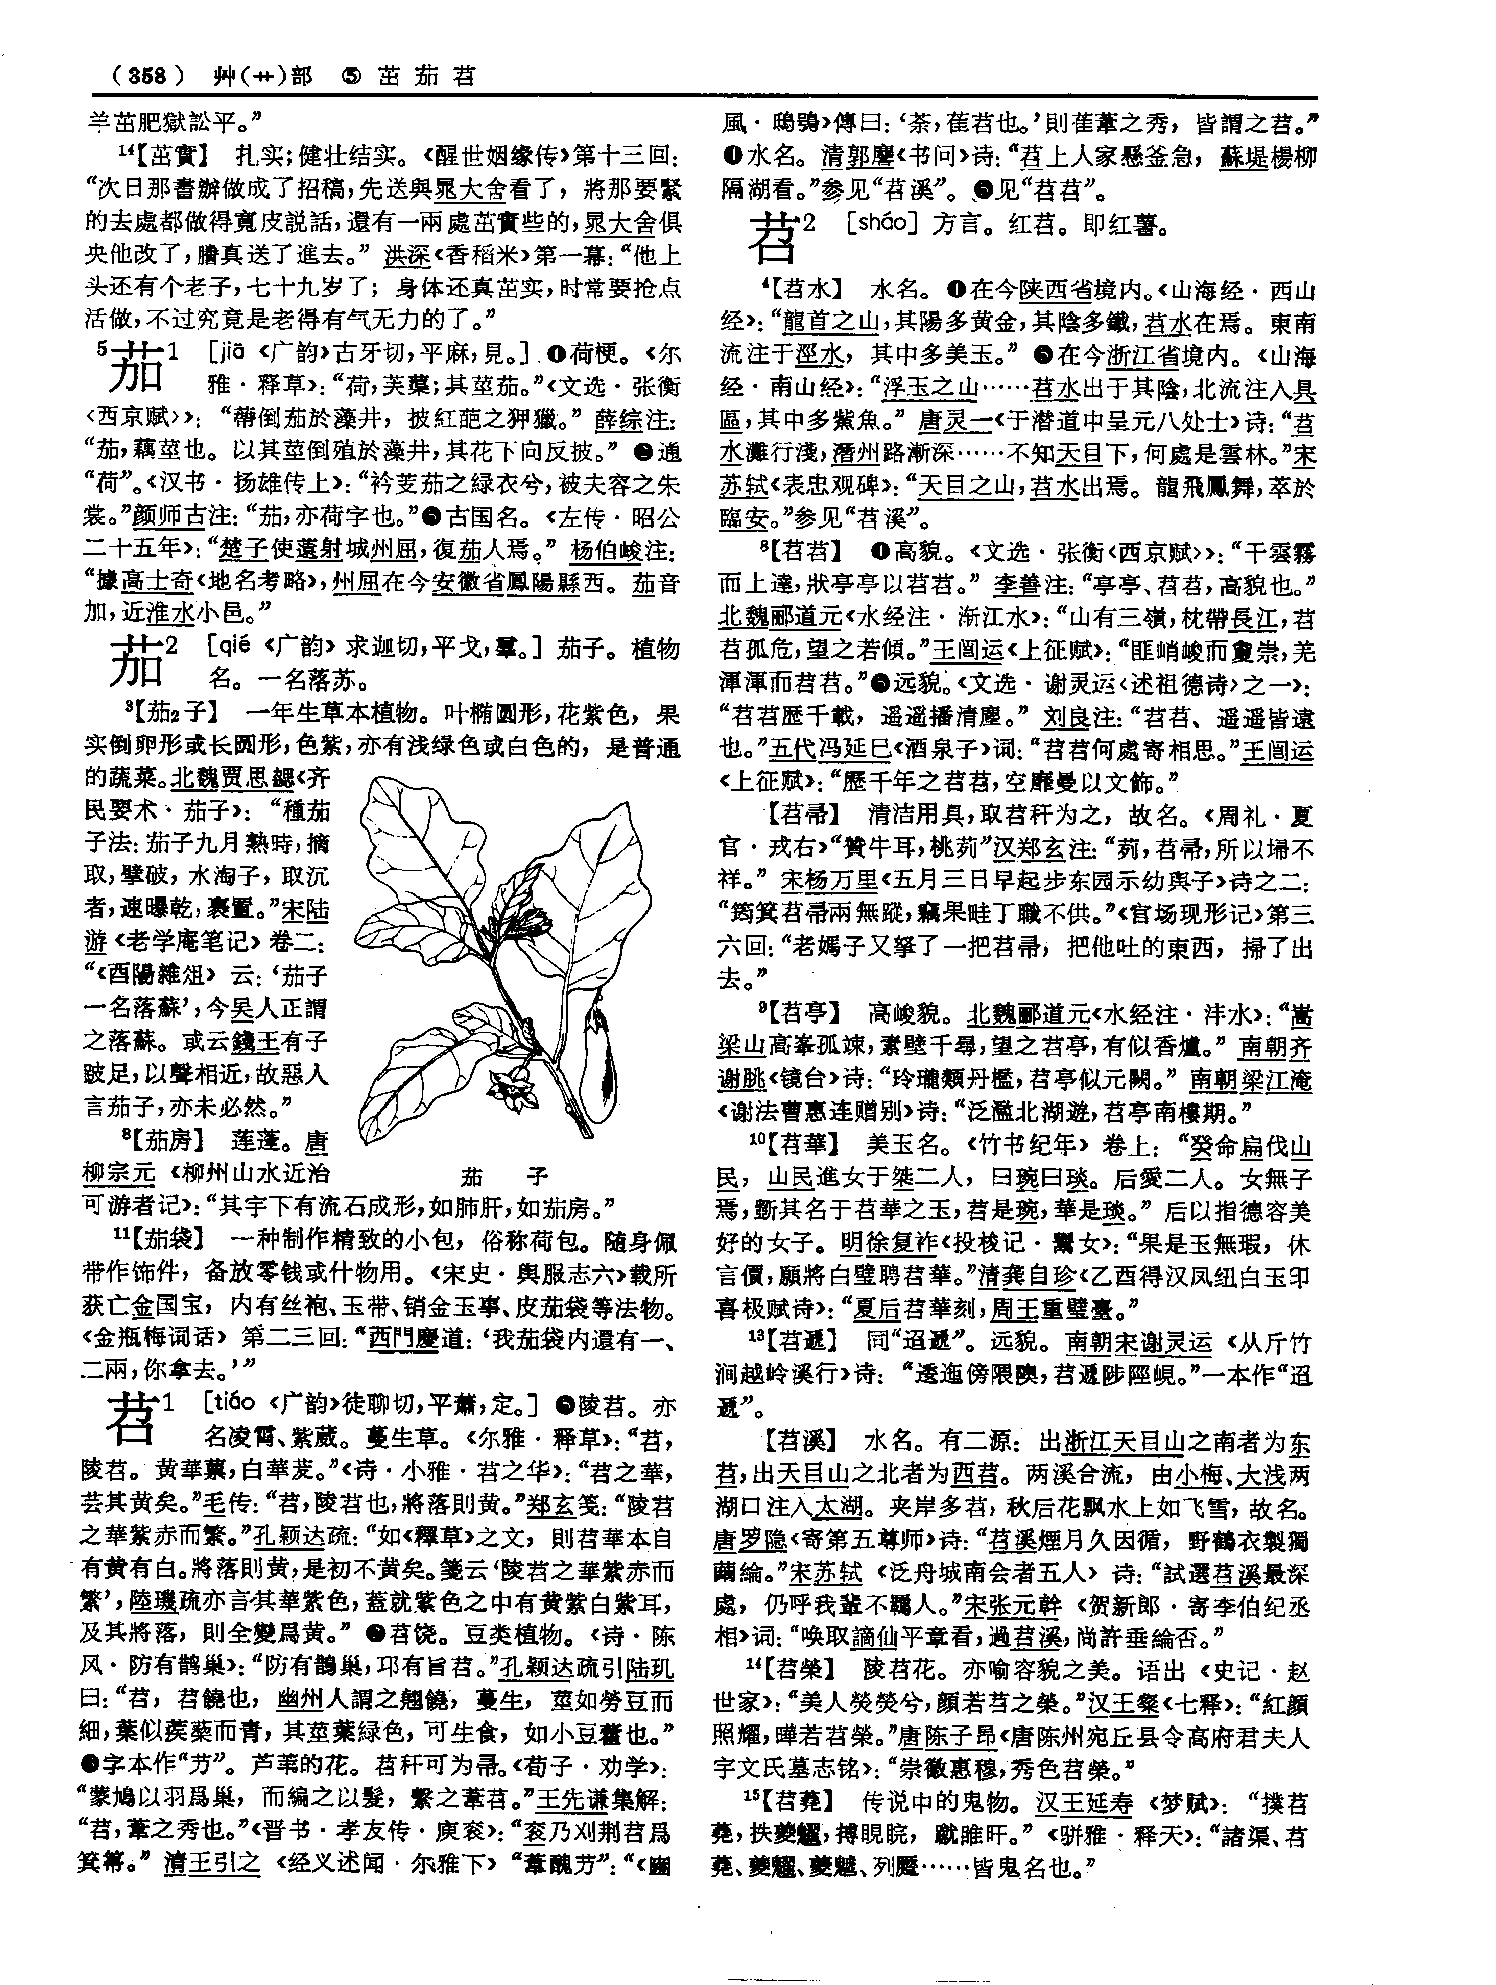 （358） 艸(艹)部 ⑤ 茁茄苕
羊茁肥獄訟平。”
¹⁴【茁實】 扎实；健壮结实。《醒世姻缘传》第十三回：
“次日那書辦做成了招稿，先送與晁大舍看了，將那要緊
的去處都做得寬皮説話，還有一兩處茁實些的，晁大舍俱
央他改了，謄真送了進去。” 洪深《香稻米》第一幕：“他上
头还有个老子，七十九岁了；身体还真茁实，时常要抢点
活做，不过究竟是老得有气无力的了。”
⁵茄1 [jiā 《广韵》古牙切，平麻，見。] ❶荷梗。《尔
雅·释草》：“荷，芙蕖；其莖茄。”《文选·张衡
〈西京赋〉》：“蔕倒茄於藻井，披紅葩之狎獵。” 薛综注：
“茄，藕莖也。以其莖倒殖於藻井，其花下向反披。” ❷通
“荷”。《汉书·扬雄传上》：“衿芰茄之緑衣兮，被夫容之朱
裳。”颜师古注：“茄，亦荷字也。”❸古国名。《左传·昭公
二十五年》：“楚子使薳射城州屈，復茄人焉。” 杨伯峻注：
“據高士奇《地名考略》，州屈在今安徽省鳳陽縣西。茄音
加，近淮水小邑。”
茄2 [qié 《广韵》求迦切，平戈，羣。] 茄子。植物
名。一名落苏。
³【茄₂子】 一年生草本植物。叶椭圆形，花紫色，果
实倒卵形或长圆形，色紫，亦有浅绿色或白色的，是普通
的蔬菜。北魏贾思勰《齐
民要术·茄子》：“種茄
子法：茄子九月熟時，摘
取，擘破，水淘子，取沉
者，速曝乾，裹置。”宋陆
游《老学庵笔记》卷二：
“《酉陽雜俎》云：‘茄子
一名落蘇’，今吴人正謂
之落蘇。或云錢王有子
跛足，以聲相近，故惡人
言茄子，亦未必然。”
⁸【茄房】 莲蓬。唐
柳宗元《柳州山水近治
茄 子
可游者记》：“其宇下有流石成形，如肺肝，如茄房。”
¹¹【茄袋】 一种制作精致的小包，俗称荷包。随身佩
带作饰件，备放零钱或什物用。《宋史·舆服志六》载所
获亡金国宝，内有丝袍、玉带、销金玉事、皮茄袋等法物。
《金瓶梅词话》第二三回：“西門慶道：‘我茄袋内還有一、
二兩，你拿去。’”
苕1 [tiáo 《广韵》徒聊切，平蕭，定。] ❶陵苕。亦
名凌霄、紫葳。蔓生草。《尔雅·释草》：“苕，
陵苕。黄華蔈，白華茇。”《诗·小雅·苕之华》：“苕之華，
芸其黄矣。”毛传：“苕，陵苕也，將落則黄。”郑玄笺：“陵苕
之華紫赤而繁。”孔颖达疏：“如《釋草》之文，則苕華本自
有黄有白。將落則黄，是初不黄矣。箋云‘陵苕之華紫赤而
繁’，陸璣疏亦言其華紫色，蓋就紫色之中有黄紫白紫耳，
及其將落，則全變爲黄。” ❷苕饶。豆类植物。《诗·陈
风·防有鹊巢》：“防有鵲巢，邛有旨苕。”孔颖达疏引陆玑
曰：“苕，苕饒也，幽州人謂之翹饒，蔓生，莖如勞豆而
細，葉似蒺藜而青，其莖葉緑色，可生食，如小豆藿也。”
❸字本作“芀”。芦苇的花。苕秆可为帚。《荀子·劝学》：
“蒙鳩以羽爲巢，而編之以髮，繫之葦苕。”王先谦集解：
“苕，葦之秀也。”《晋书·孝友传·庾衮》：“衮乃刈荆苕爲
箕箒。” 清王引之《经义述闻·尔雅下》“葦醜芀”：“《豳
風·鴟鴞》傳曰：‘荼，萑苕也。’則萑葦之秀，皆謂之苕。”
❹水名。清郭麐《书问》诗：“苕上人家懸釜急，蘇堤楊柳
隔湖看。”参见“苕溪”。❺见“苕苕”。
苕2 [sháo] 方言。红苕。即红薯。
⁴【苕水】 水名。❶在今陕西省境内。《山海经·西山
经》：“龍首之山，其陽多黄金，其陰多鐵，苕水在焉。東南
流注于涇水，其中多美玉。” ❷在今浙江省境内。《山海
经·南山经》：“浮玉之山……苕水出于其陰，北流注入具
區，其中多紫魚。” 唐灵一《于潜道中呈元八处士》诗：“苕
水灘行淺，潛州路漸深……不知天目下，何處是雲林。”宋
苏轼《表忠观碑》：“天目之山，苕水出焉。龍飛鳳舞，萃於
臨安。”参见“苕溪”。
⁸【苕苕】 ❶高貌。《文选·张衡〈西京赋〉》：“干雲霧
而上達，狀亭亭以苕苕。” 李善注：“亭亭、苕苕，高貌也。”
北魏郦道元《水经注·渐江水》：“山有三嶺，枕帶長江，苕
苕孤危，望之若傾。”王闿运《上征赋》：“眭峭峻而敻崇，羌
渾渾而苕苕。”❷远貌。《文选·谢灵运〈述祖德诗〉之一》：
“苕苕歷千載，遥遥播清塵。” 刘良注：“苕苕、遥遥皆遠
也。”五代冯延巳《酒泉子》词：“苕苕何處寄相思。”王闿运
《上征赋》：“歷千年之苕苕，空靡曼以文飾。”
【苕帚】 清洁用具，取苕秆为之，故名。《周礼·夏
官·戎右》“贊牛耳，桃茢”汉郑玄注：“茢，苕帚，所以埽不
祥。” 宋杨万里《五月三日早起步东园示幼舆子》诗之二：
“筠箕苕帚兩無蹤，竊果畦丁職不供。”《官场现形记》第三
六回：“老媽子又拏了一把苕帚，把他吐的東西，掃了出
去。”
⁹【苕亭】 高峻貌。北魏郦道元《水经注·沣水》：“嵩
梁山高峯孤竦，素壁千尋，望之苕亭，有似香爐。” 南朝齐
谢朓《镜台》诗：“玲瓏類丹檻，苕亭似元闕。” 南朝梁江淹
《谢法曹惠连赠别》诗：“泛濫北湖遊，苕亭南樓期。”
¹⁰【苕華】 美玉名。《竹书纪年》卷上：“癸命扁伐山
民，山民進女于桀二人，曰琬曰琰。后愛二人。女無子
焉，斵其名于苕華之玉，苕是琬，華是琰。” 后以指德容美
好的女子。明徐复祚《投梭记·鬻女》：“果是玉無瑕，休
言價，願將白璧聘苕華。”清龚自珍《乙酉得汉凤纽白玉印
喜极赋诗》：“夏后苕華刻，周王重璧臺。”
¹³【苕遞】 同“迢遞”。远貌。南朝宋谢灵运《从斤竹
涧越岭溪行》诗：“逶迤傍隈隩，苕遞陟陘峴。”一本作“迢
遞”。
【苕溪】 水名。有二源：出浙江天目山之南者为东
苕，出天目山之北者为西苕。两溪合流，由小梅、大浅两
湖口注入太湖。夹岸多苕，秋后花飘水上如飞雪，故名。
唐罗隐《寄第五尊师》诗：“苕溪煙月久因循，野鶴衣製獨
繭綸。”宋苏轼《泛舟城南会者五人》诗：“試選苕溪最深
處，仍呼我輩不羈人。”宋张元幹《贺新郎·寄李伯纪丞
相》词：“唤取謫仙平章看，過苕溪，尚許垂綸否。”
¹⁴【苕榮】 陵苕花。亦喻容貌之美。语出《史记·赵
世家》：“美人熒熒兮，顔若苕之榮。”汉王粲《七释》：“紅顔
照耀，曄若苕榮。”唐陈子昂《唐陈州宛丘县令高府君夫人
宇文氏墓志铭》：“崇徽惠穆，秀色苕榮。”
¹⁵【苕蕘】 传说中的鬼物。汉王延寿《梦赋》：“撲苕
蕘，抶夔魖，搏睍睆，蹴睢盱。” 《骈雅·释天》：“諸渠、苕
蕘、夔魖、夔魃、列蹷……皆鬼名也。”